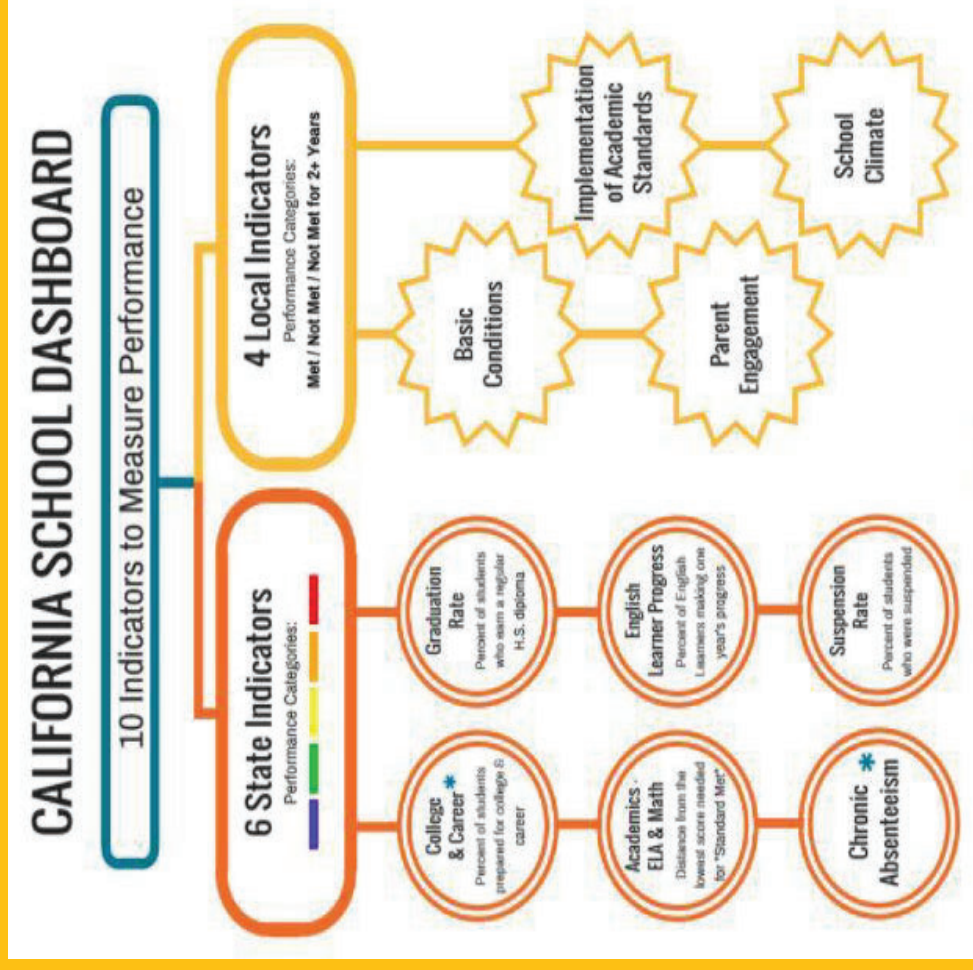 CALIFORNIA SCHOOL DASHBOARD
10 Indicators to Measure Performance
6 State Indicators
Performance Categories:
College
& Career *
Percent of students
prepared for college &
career
Graduation
Rate
Percent of students
who earn a regular
H.S. diploma
Academics -
ELA & Math
Distance from the
lowest score needed
for "Standard Met"
English
Learner Progress
Percent of English
Learners making one
year's progress
Chronic *
Absenteeism
Suspension
Rate
Percent of students
who were suspended
4 Local Indicators
Performance Categories:
Met / Not Met / Not Met for 2+ Years
Basic
Conditions
Implementation
of Academic
Standards
Parent
Engagement
School
Climate